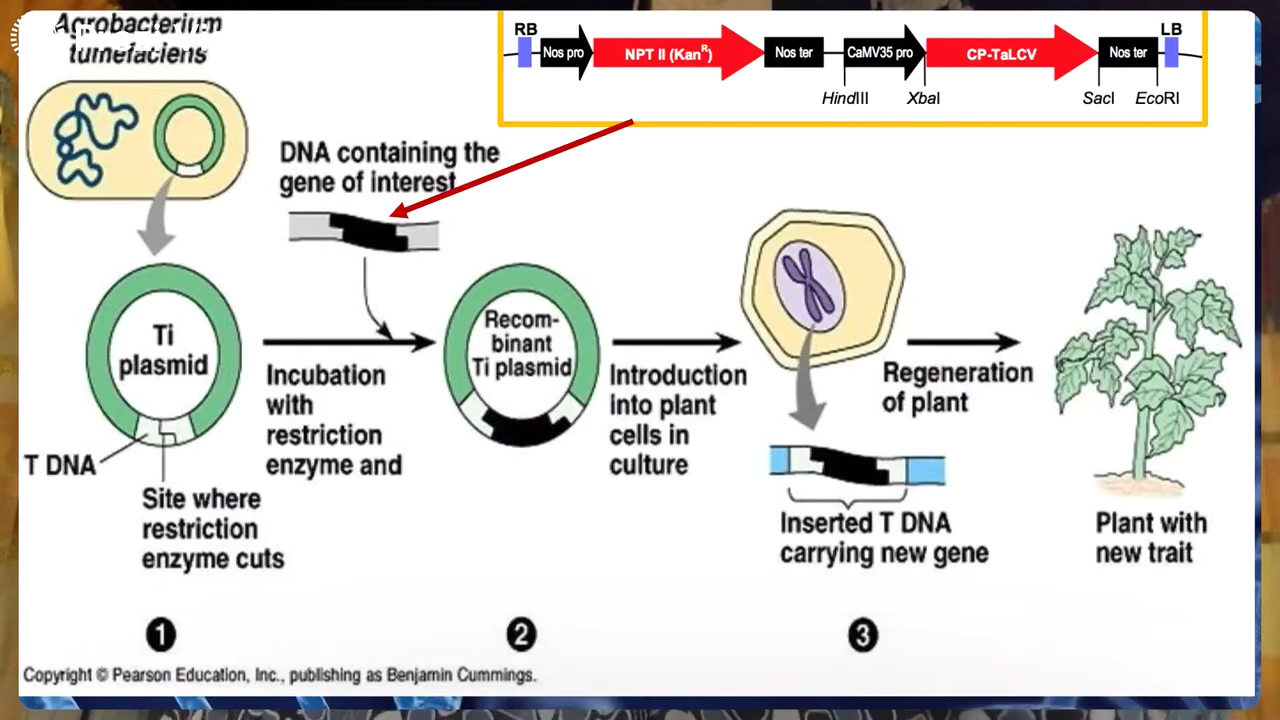 Agrobacterium
tumefaciens
RB
LB
Nos pro
NPT II (KanR)
Nos ter
CaMV35 pro
CP-TaLCV
Nos ter
HindIII
XbaI
SacI
EcoRI
DNA containing the
gene of interest
Ti
plasmid
Recom-
binant
Ti plasmid
Incubation
with
restriction
enzyme and
Introduction
into plant
cells in
culture
Regeneration
of plant
T DNA
Site where
restriction
enzyme cuts
Inserted T DNA
carrying new gene
Plant with
new trait
1
2
3
Copyright © Pearson Education, Inc., publishing as Benjamin Cummings.